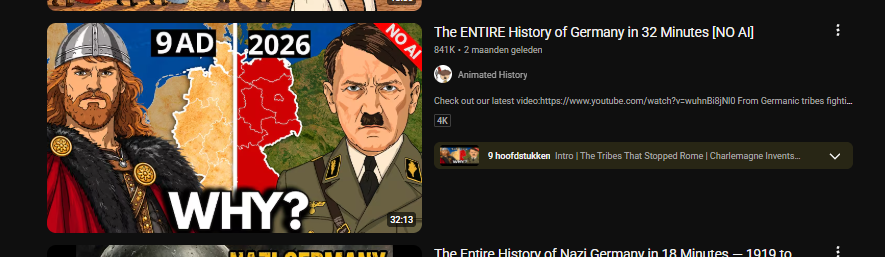 9 AD
2026
NO AI
WHY?
32:13
The ENTIRE History of Germany in 32 Minutes [NO AI]
841K • 2 maanden geleden
Animated History
Check out our latest video:https://www.youtube.com/watch?v=wuhnBi8jNl0 From Germanic tribes fighti...
4K
9 hoofdstukken Intro | The Tribes That Stopped Rome | Charlemagne Invents...
NAZI GERMANY
The Entire History of Nazi Germany in 18 Minutes — 1919 to